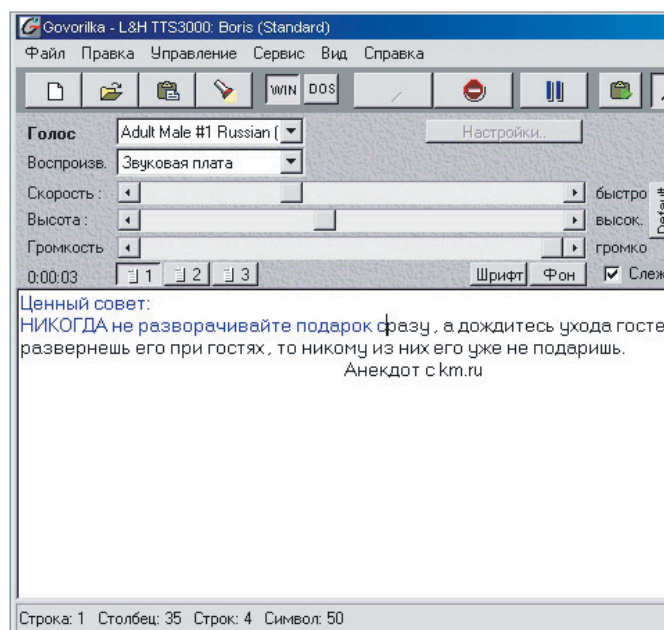 Govorilka - L&H TTS3000: Boris (Standard)
Файл Правка Управление Сервис Вид Справка
WIN DOS
Голос Adult Male #1 Russian (
Настройки..
Воспроизв. Звуковая плата
Скорость : быстро
Высота : высок.
Default
Громкость громко
0:00:03 1 2 3 Шрифт Фон Слеж
Ценный совет:
НИКОГДА не разворачивайте подарок сразу, а дождитесь ухода госте
развернешь его при гостях, то никому из них его уже не подаришь.
Анекдот с km.ru
Строка: 1 Столбец: 35 Строк: 4 Символ: 50